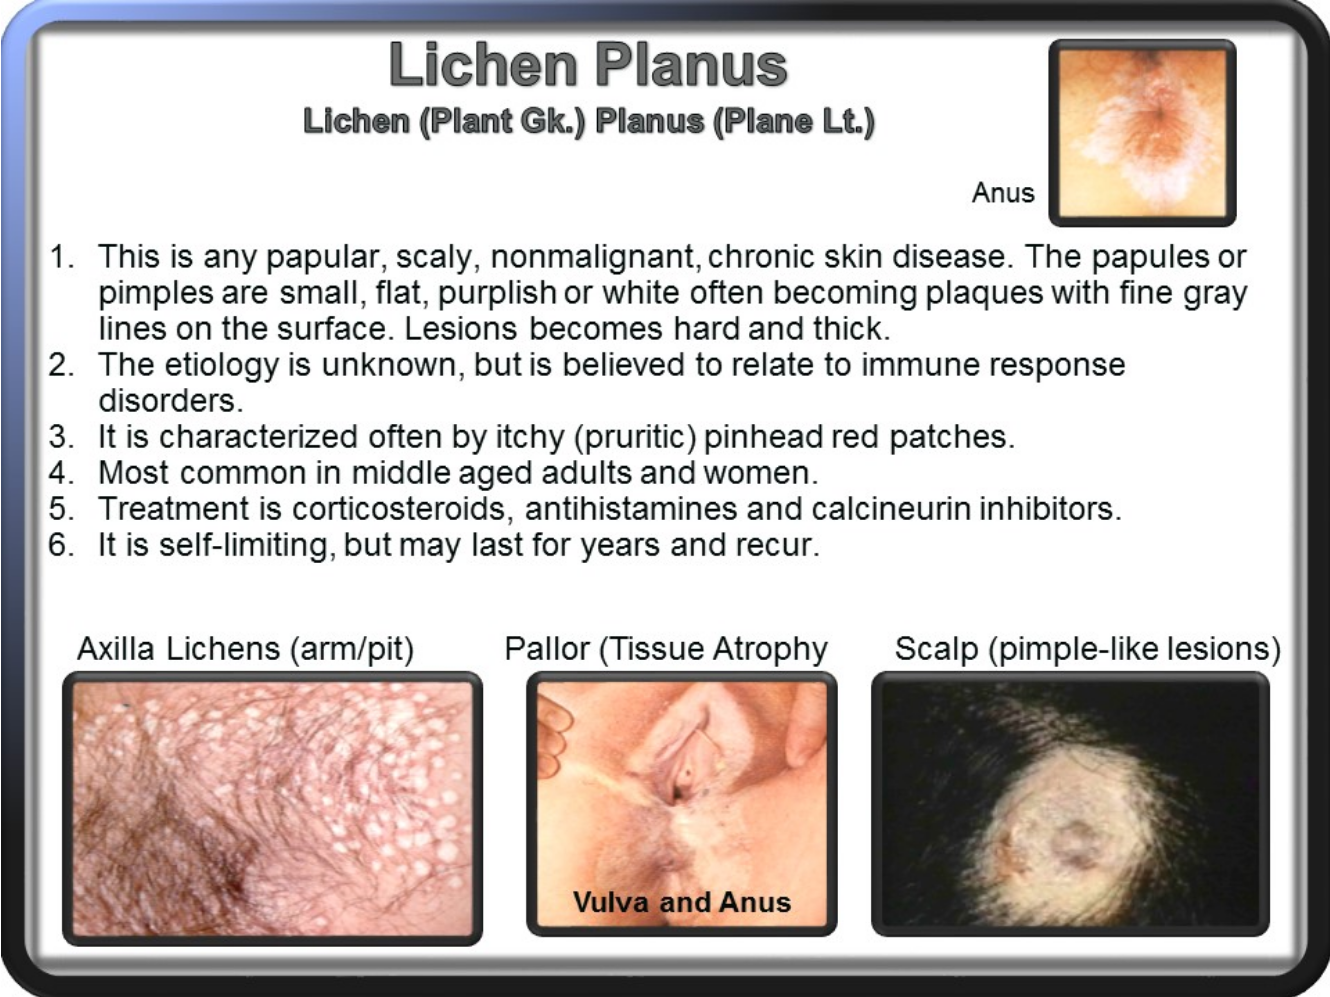 Lichen Planus
Lichen (Plant Gk.) Planus (Plane Lt.)
Anus
1. This is any papular, scaly, nonmalignant, chronic skin disease. The papules or
pimples are small, flat, purplish or white often becoming plaques with fine gray
lines on the surface. Lesions becomes hard and thick.
2. The etiology is unknown, but is believed to relate to immune response
disorders.
3. It is characterized often by itchy (pruritic) pinhead red patches.
4. Most common in middle aged adults and women.
5. Treatment is corticosteroids, antihistamines and calcineurin inhibitors.
6. It is self-limiting, but may last for years and recur.
Axilla Lichens (arm/pit)
Pallor (Tissue Atrophy
Scalp (pimple-like lesions)
Vulva and Anus